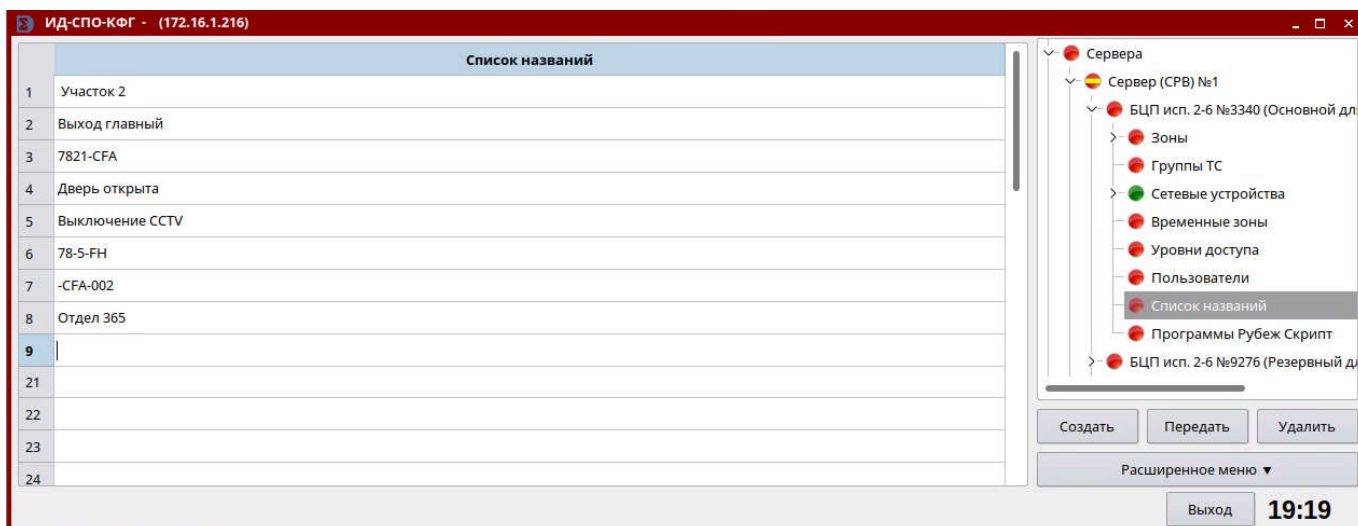 ИД-СПО-КФГ - (172.16.1.216)
Список названий
1 Участок 2
2 Выход главный
3 7821-CFA
4 Дверь открыта
5 Выключение CCTV
6 78-5-FH
7 -CFA-002
8 Отдел 365
9
21
22
23
24
Сервера
Сервер (СРВ) №1
БЦП исп. 2-6 №3340 (Основной для
Зоны
Группы ТС
Сетевые устройства
Временные зоны
Уровни доступа
Пользователи
Список названий
Программы Рубеж Скрипт
БЦП исп. 2-6 №9276 (Резервный д
Создать Передать Удалить
Расширенное меню ▼
Выход 19:19